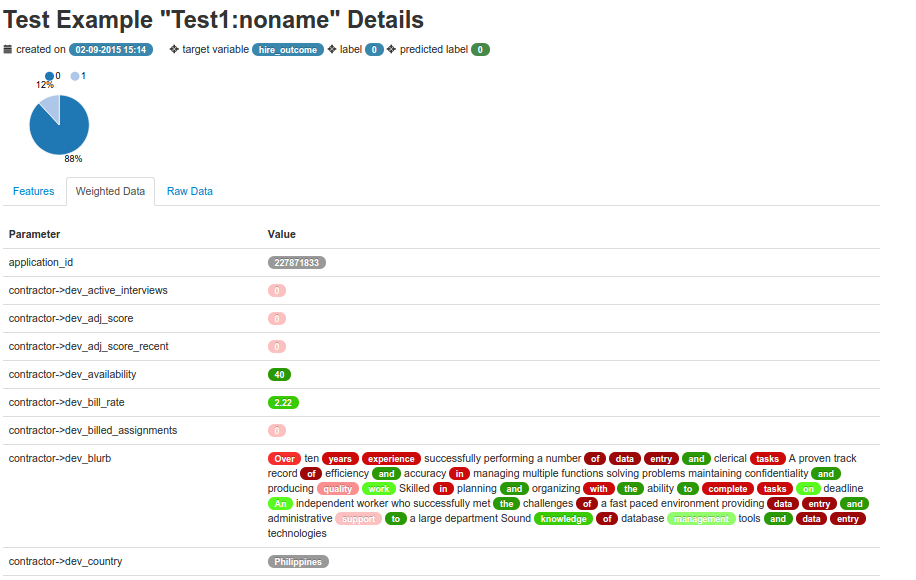 Test Example "Test1:noname" Details
created on 02-09-2015 15:14 target variable hire_outcome label 0 predicted label 0
0 1
12%
88%
Features Weighted Data Raw Data
Parameter Value
application_id 227871833
contractor->dev_active_interviews 0
contractor->dev_adj_score 0
contractor->dev_adj_score_recent 0
contractor->dev_availability 40
contractor->dev_bill_rate 2.22
contractor->dev_billed_assignments 0
contractor->dev_blurb Over ten years experience successfully performing a number of data entry and clerical tasks A proven track
record of efficiency and accuracy in managing multiple functions solving problems maintaining confidentiality and
producing quality work Skilled in planning and organizing with the ability to complete tasks on deadline
An independent worker who successfully met the challenges of a fast paced environment providing data entry and
administrative support to a large department Sound knowledge of database management tools and data entry
technologies
contractor->dev_country Philippines